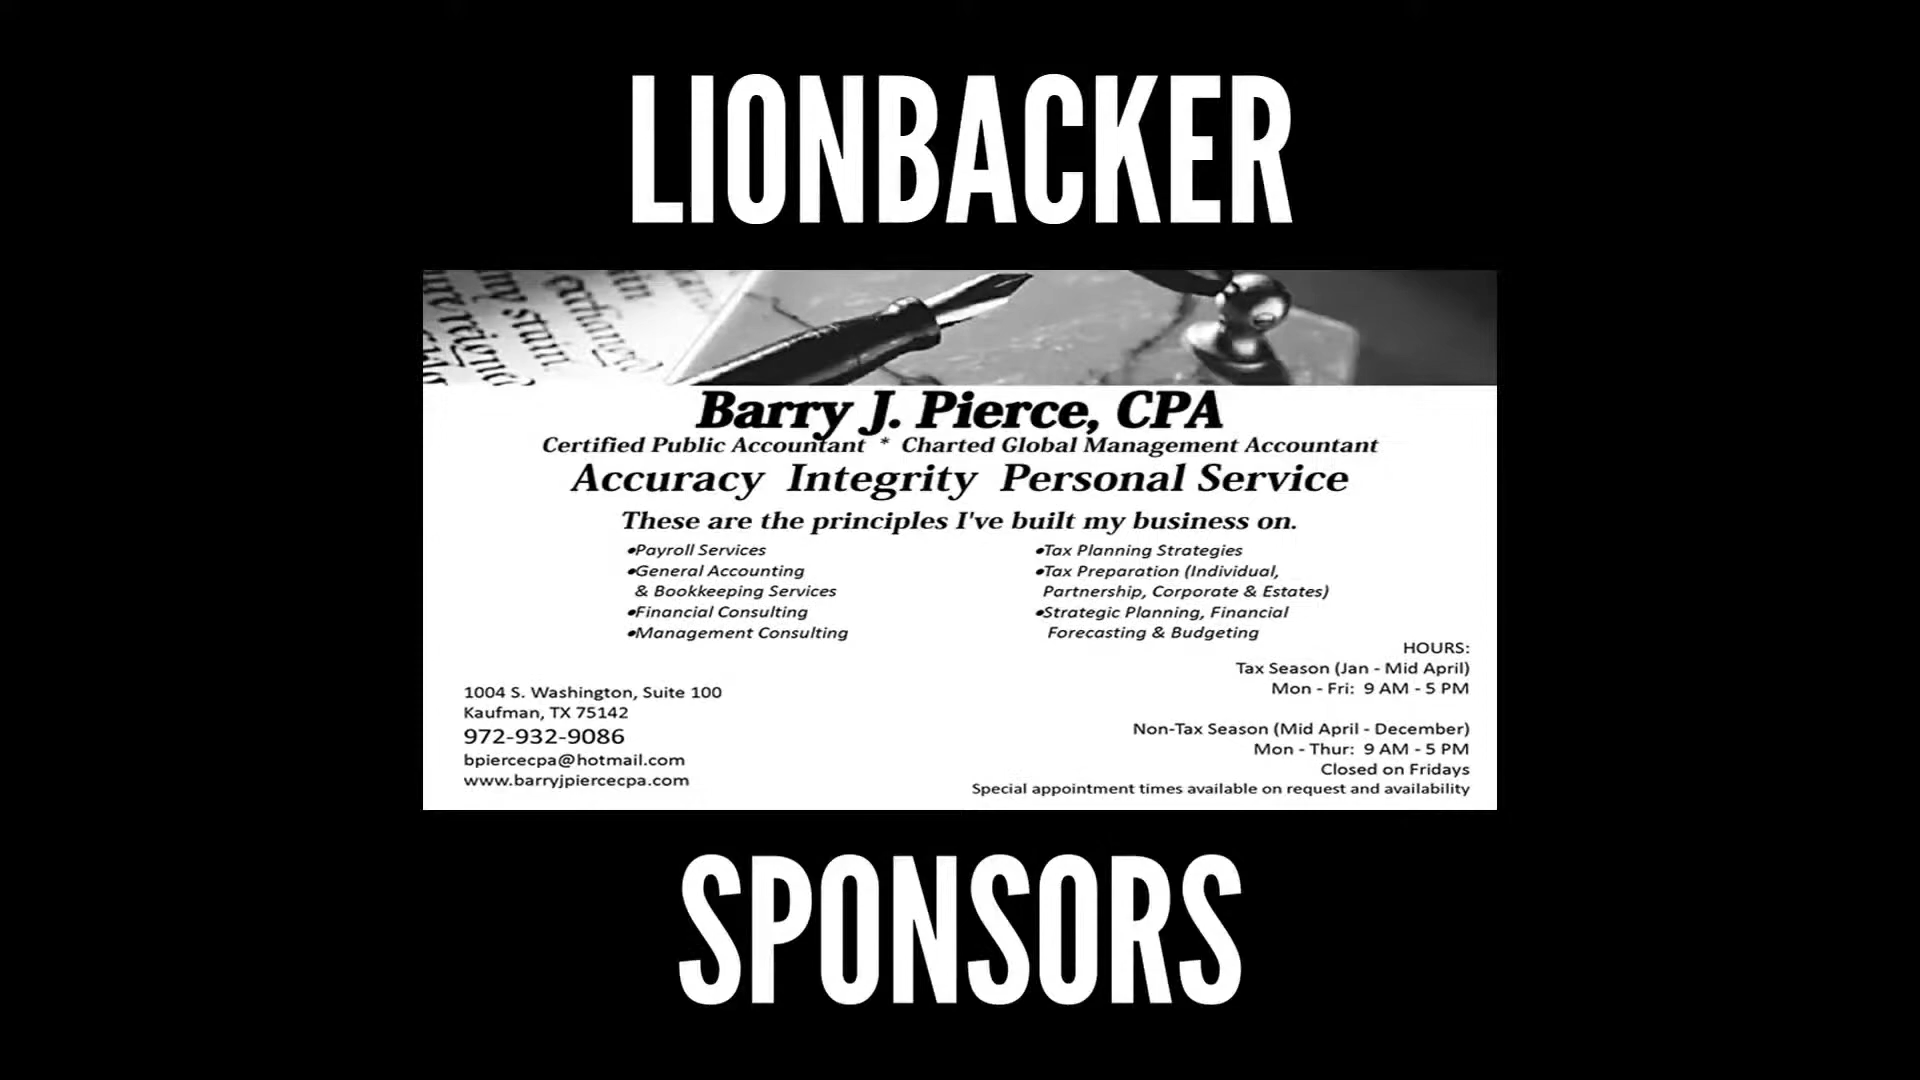 LIONBACKER
my stain
exchanged
Barry J. Pierce, CPA
Certified Public Accountant * Charted Global Management Accountant
Accuracy Integrity Personal Service
These are the principles I've built my business on.
•Payroll Services
•General Accounting
& Bookkeeping Services
•Financial Consulting
•Management Consulting
•Tax Planning Strategies
•Tax Preparation (Individual,
Partnership, Corporate & Estates)
•Strategic Planning, Financial
Forecasting & Budgeting
1004 S. Washington, Suite 100
Kaufman, TX 75142
972-932-9086
bpiercecpa@hotmail.com
www.barryjpiercecpa.com
HOURS:
Tax Season (Jan - Mid April)
Mon - Fri: 9 AM - 5 PM
Non-Tax Season (Mid April - December)
Mon - Thur: 9 AM - 5 PM
Closed on Fridays
Special appointment times available on request and availability
SPONSORS